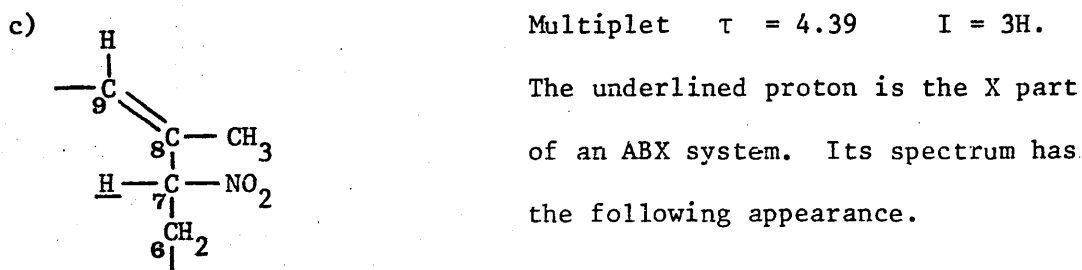 c)
Multiplet τ = 4.39 I = 3H.
The underlined proton is the X part
of an ABX system. Its spectrum has
the following appearance.
H
C
9
C—CH3
8
H—C—NO2
7
CH2
6